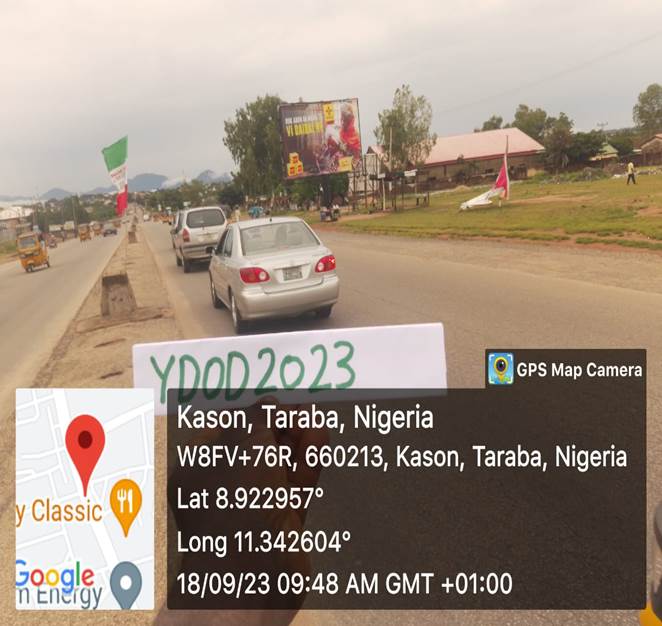 YDOD2023
GPS Map Camera
Kason, Taraba, Nigeria
W8FV+76R, 660213, Kason, Taraba, Nigeria
Lat 8.922957°
Long 11.342604°
18/09/23 09:48 AM GMT +01:00
y Classic
Google
n Energy